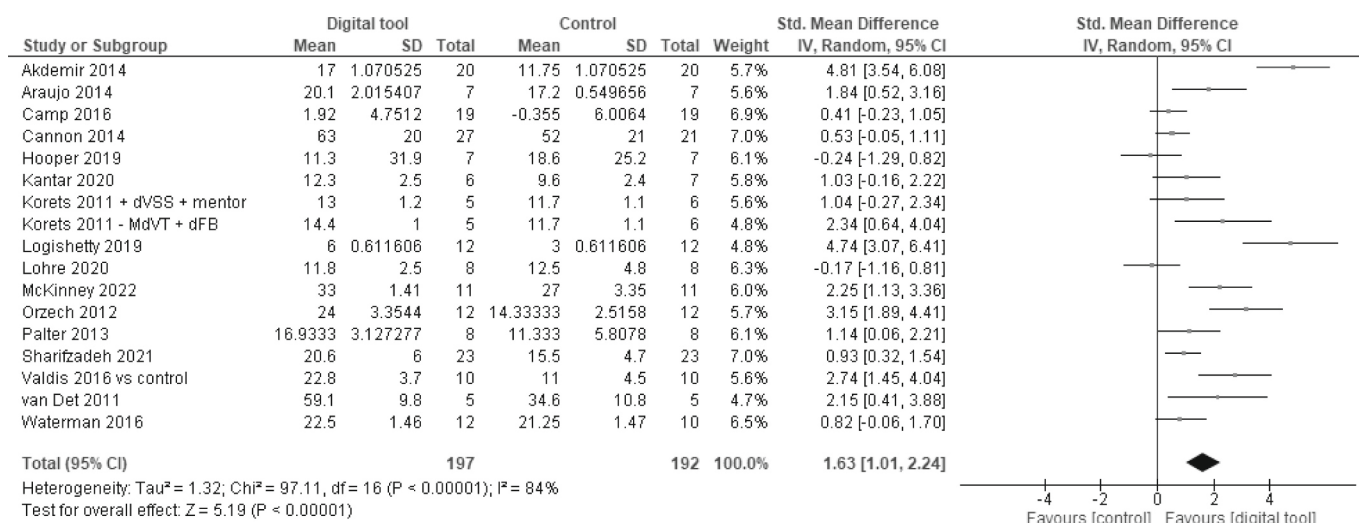 Digital tool Control Std. Mean Difference Std. Mean Difference
Study or Subgroup Mean SD Total Mean SD Total Weight IV, Random, 95% CI IV, Random, 95% CI
Akdemir 2014 17 1.070525 20 11.75 1.070525 20 5.7% 4.81 [3.54, 6.08]
Araujo 2014 20.1 2.015407 7 17.2 0.549656 7 5.6% 1.84 [0.52, 3.16]
Camp 2016 1.92 4.7512 19 -0.355 6.0064 19 6.9% 0.41 [-0.23, 1.05]
Cannon 2014 63 20 27 52 21 21 7.0% 0.53 [-0.05, 1.11]
Hooper 2019 11.3 31.9 7 18.6 25.2 7 6.1% -0.24 [-1.29, 0.82]
Kantar 2020 12.3 2.5 6 9.6 2.4 7 5.8% 1.03 [-0.16, 2.22]
Korets 2011 + dVSS + mentor 13 1.2 5 11.7 1.1 6 5.6% 1.04 [-0.27, 2.34]
Korets 2011 - MdVT + dFB 14.4 1 5 11.7 1.1 6 4.8% 2.34 [0.64, 4.04]
Logishetty 2019 6 0.611606 12 3 0.611606 12 4.8% 4.74 [3.07, 6.41]
Lohre 2020 11.8 2.5 8 12.5 4.8 8 6.3% -0.17 [-1.16, 0.81]
McKinney 2022 33 1.41 11 27 3.35 11 6.0% 2.25 [1.13, 3.36]
Orzech 2012 24 3.3544 12 14.33333 2.5158 12 5.7% 3.15 [1.89, 4.41]
Palter 2013 16.9333 3.127277 8 11.333 5.8078 8 6.1% 1.14 [0.06, 2.21]
Sharifzadeh 2021 20.6 6 23 15.5 4.7 23 7.0% 0.93 [0.32, 1.54]
Valdis 2016 vs control 22.8 3.7 10 11 4.5 10 5.6% 2.74 [1.45, 4.04]
van Det 2011 59.1 9.8 5 34.6 10.8 5 4.7% 2.15 [0.41, 3.88]
Waterman 2016 22.5 1.46 12 21.25 1.47 10 6.5% 0.82 [-0.06, 1.70]
Total (95% CI) 197 192 100.0% 1.63 [1.01, 2.24]
Heterogeneity: Tau² = 1.32; Chi² = 97.11, df = 16 (P < 0.00001); I² = 84%
Test for overall effect: Z = 5.19 (P < 0.00001)
-4 -2 0 2 4
Favours [control] Favours [digital tool]